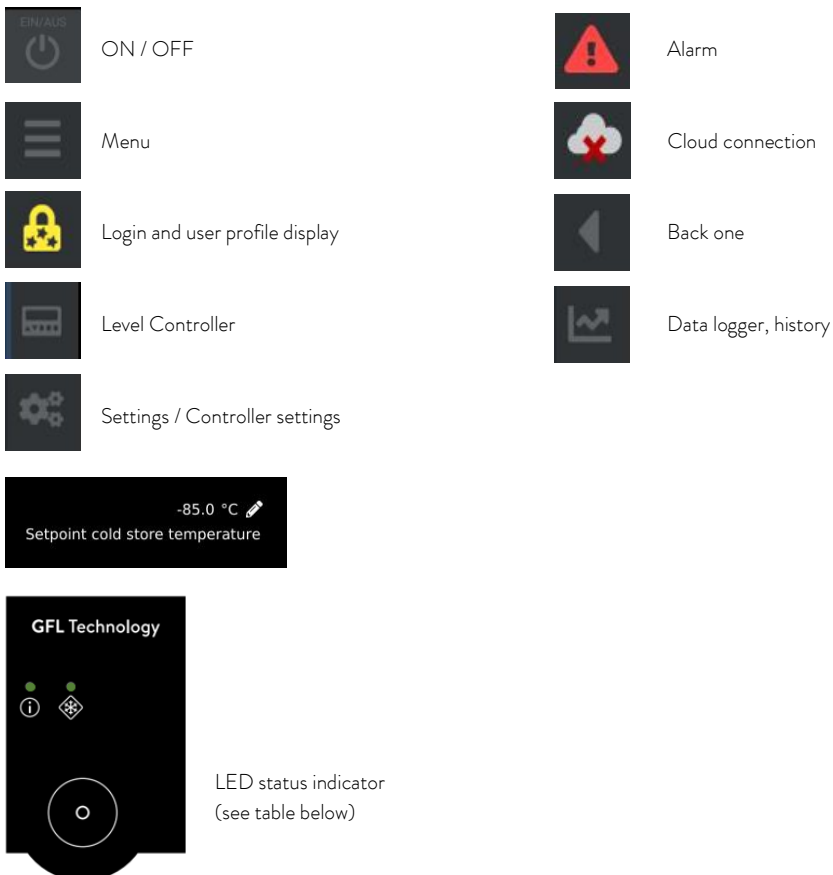 EIN/AUS
ON / OFF
Menu
Login and user profile display
Level Controller
Settings / Controller settings
Alarm
Cloud connection
Back one
Data logger, history
-85.0 °C
Setpoint cold store temperature
GFL Technology
i
LED status indicator
(see table below)